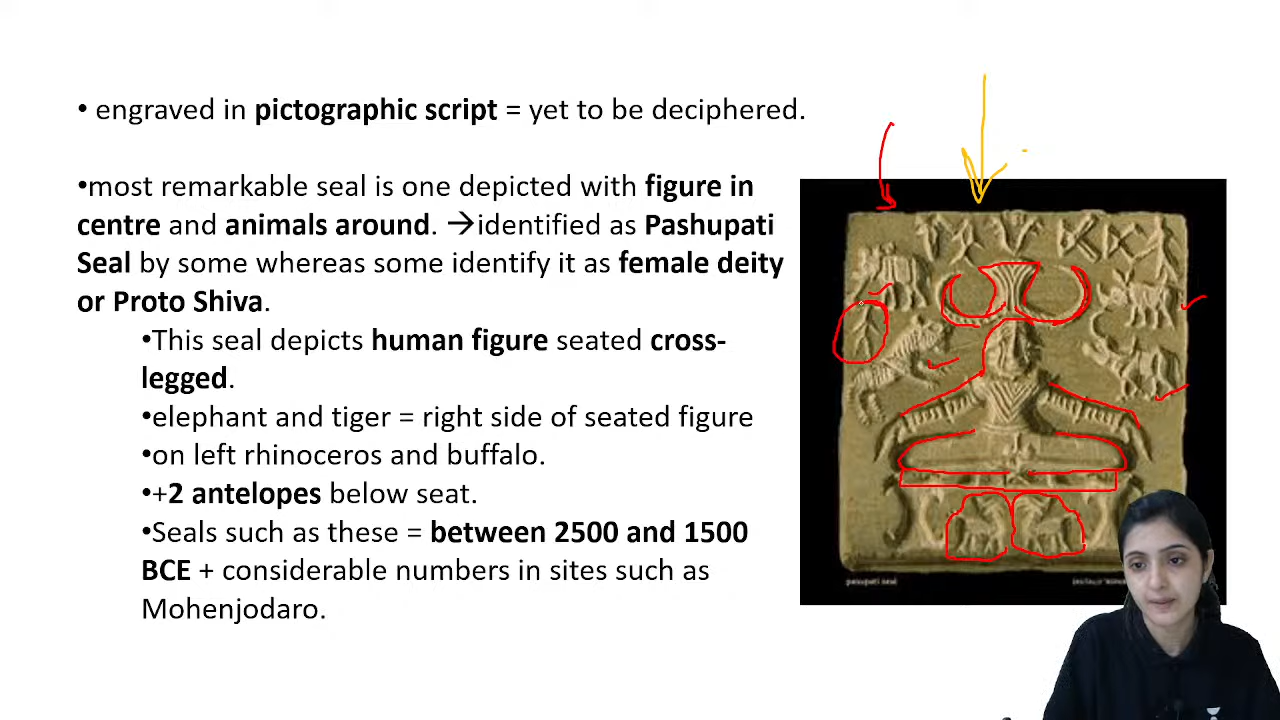 • engraved in pictographic script = yet to be deciphered.
•most remarkable seal is one depicted with figure in
centre and animals around. →identified as Pashupati
Seal by some whereas some identify it as female deity
or Proto Shiva.
•This seal depicts human figure seated cross-
legged.
•elephant and tiger = right side of seated figure
•on left rhinoceros and buffalo.
•+2 antelopes below seat.
•Seals such as these = between 2500 and 1500
BCE + considerable numbers in sites such as
Mohenjodaro.